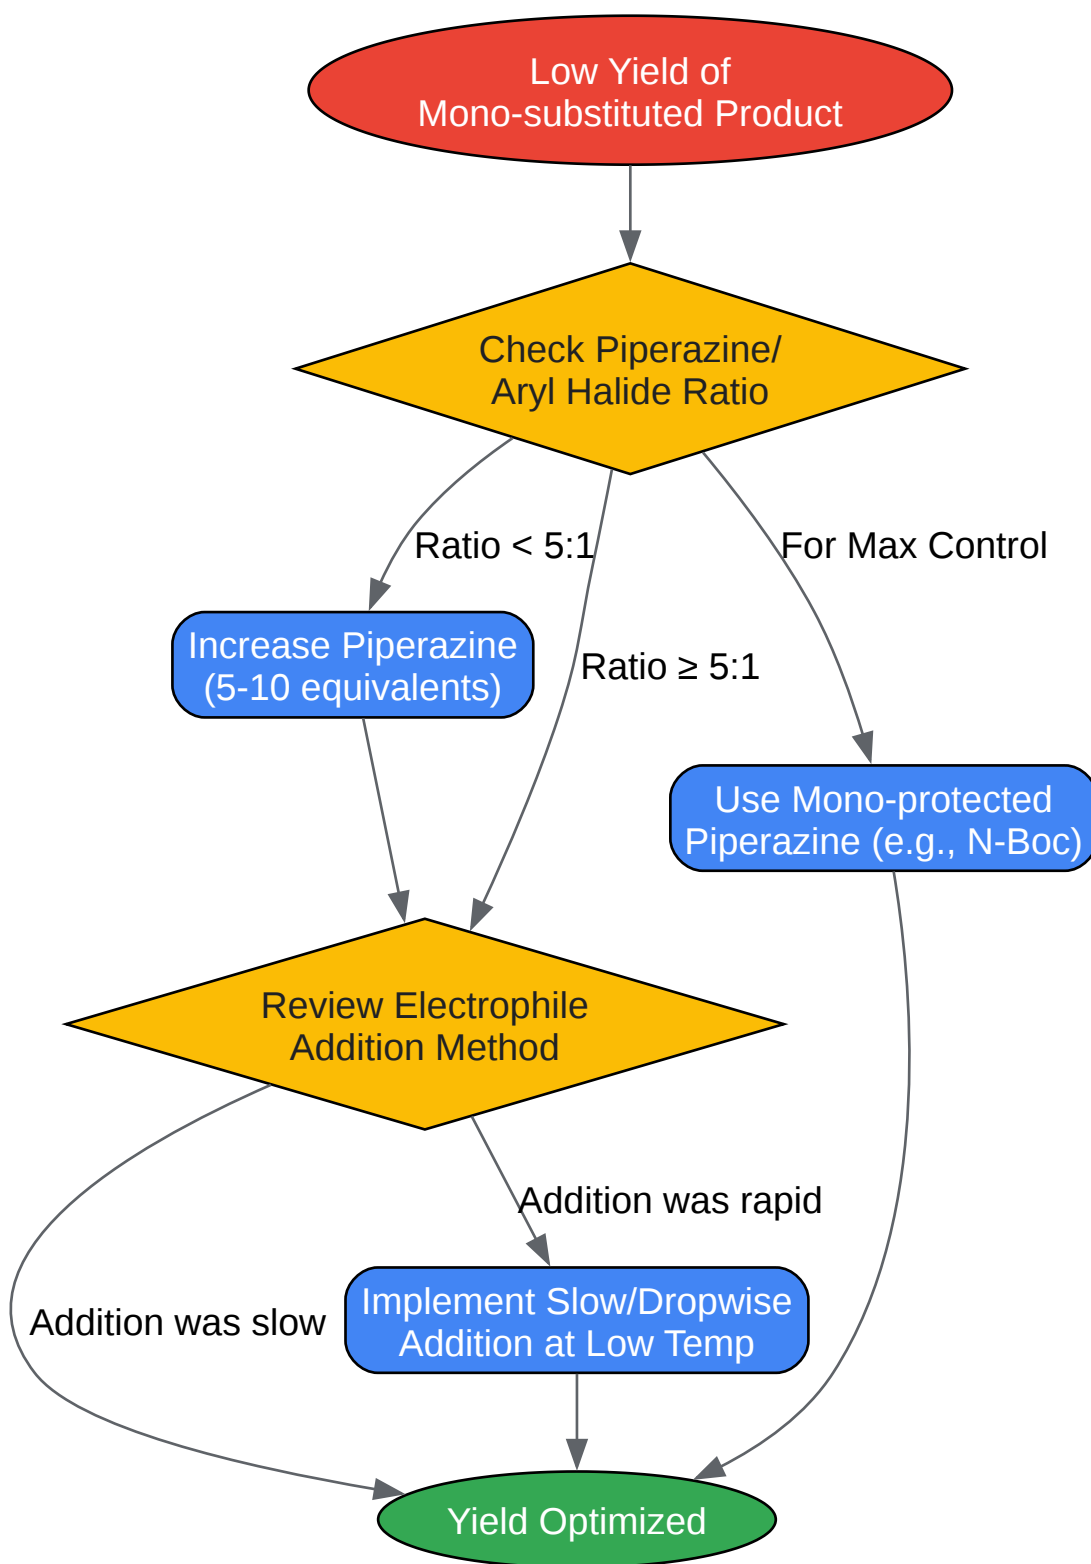 Low Yield of
Mono-substituted Product
Check Piperazine/
Aryl Halide Ratio
Ratio < 5:1
For Max Control
Increase Piperazine
(5-10 equivalents)
Ratio ≥ 5:1
Use Mono-protected
Piperazine (e.g., N-Boc)
Review Electrophile
Addition Method
Addition was rapid
Addition was slow
Implement Slow/Dropwise
Addition at Low Temp
Yield Optimized